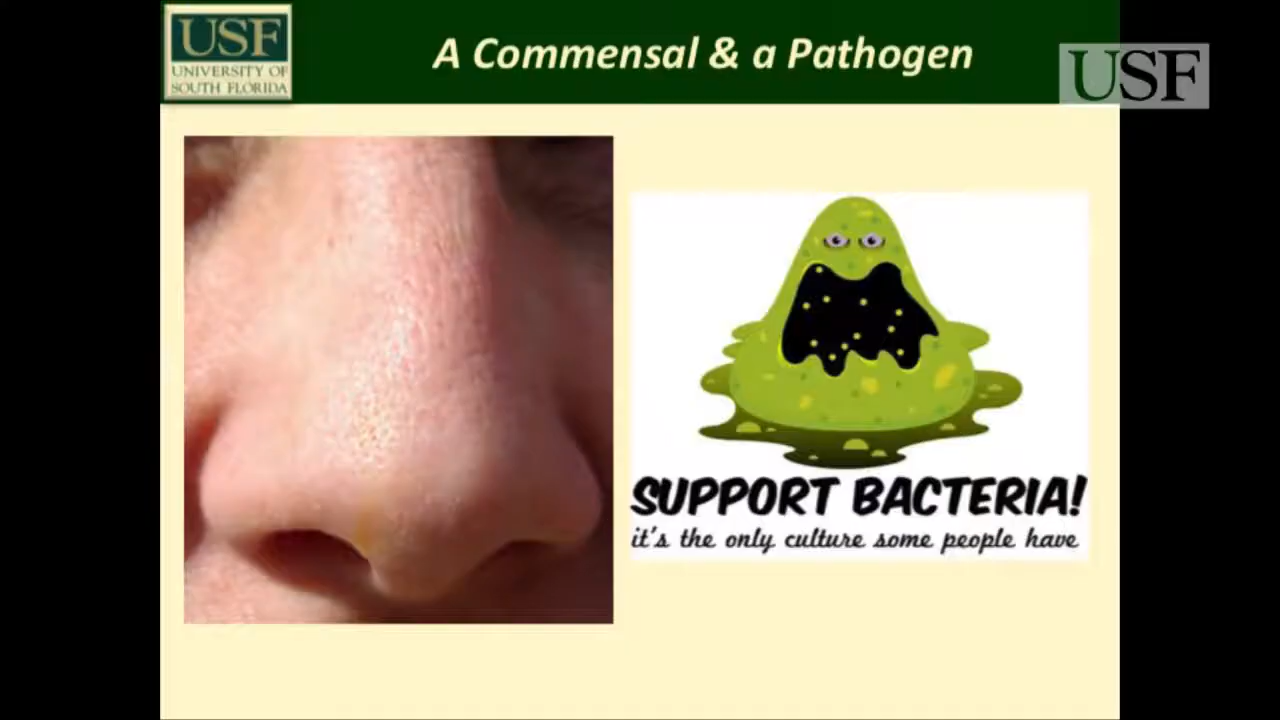 USF
UNIVERSITY OF
SOUTH FLORIDA
A Commensal & a Pathogen
USF
SUPPORT BACTERIA!
it's the only culture some people have